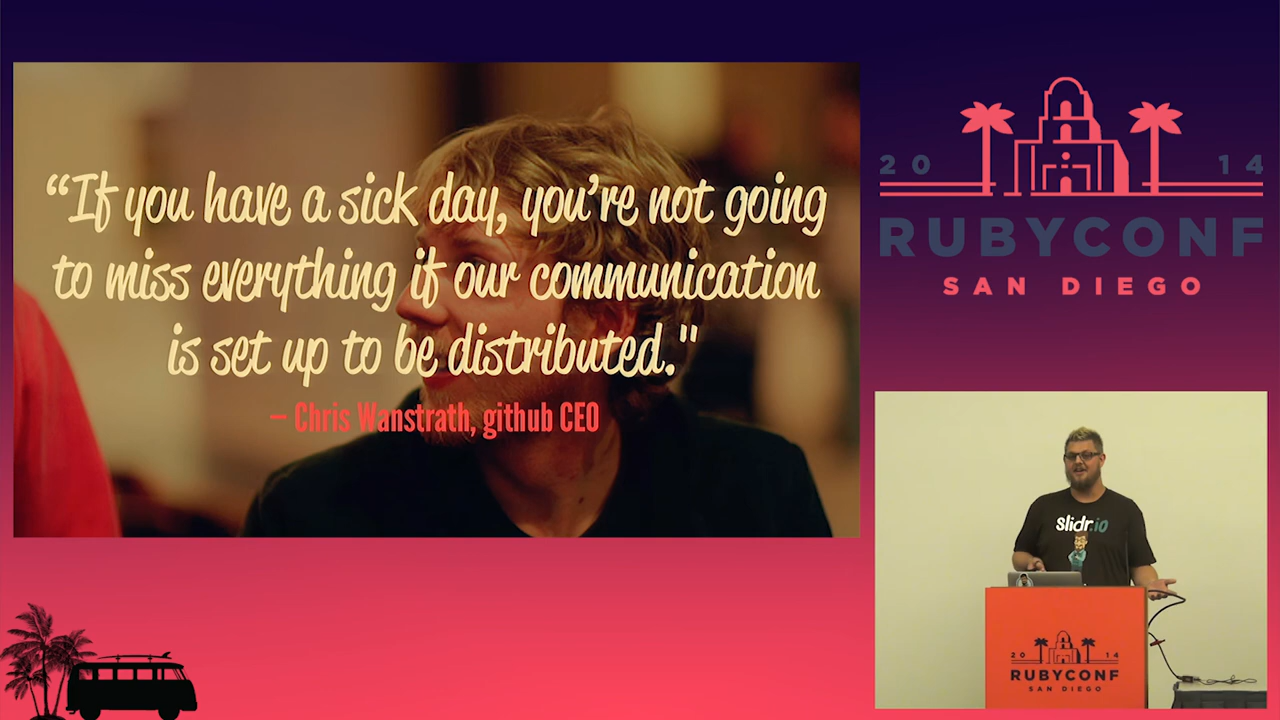 “If you have a sick day, you’re not going
to miss everything if our communication
is set up to be distributed."
— Chris Wanstrath, github CEO
20 14
RUBYCONF
SAN DIEGO
slidr.io
20 14
RUBYCONF
SAN DIEGO